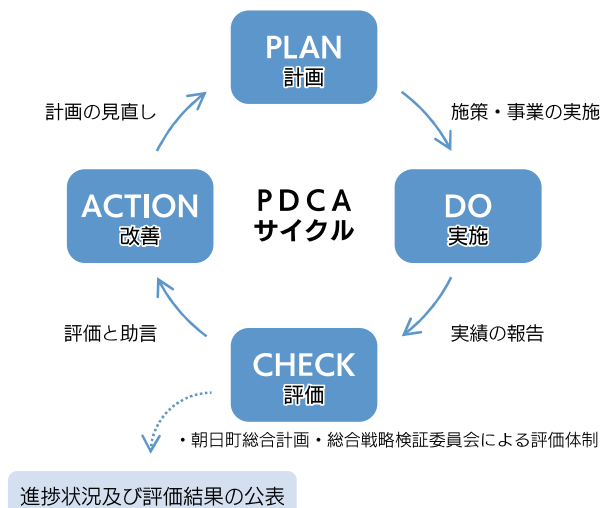 PLAN
計画
計画の見直し
施策・事業の実施
ACTION
改善
PDCA
サイクル
DO
実施
評価と助言
実績の報告
CHECK
評価
・朝日町総合計画・総合戦略検証委員会による評価体制
進捗状況及び評価結果の公表